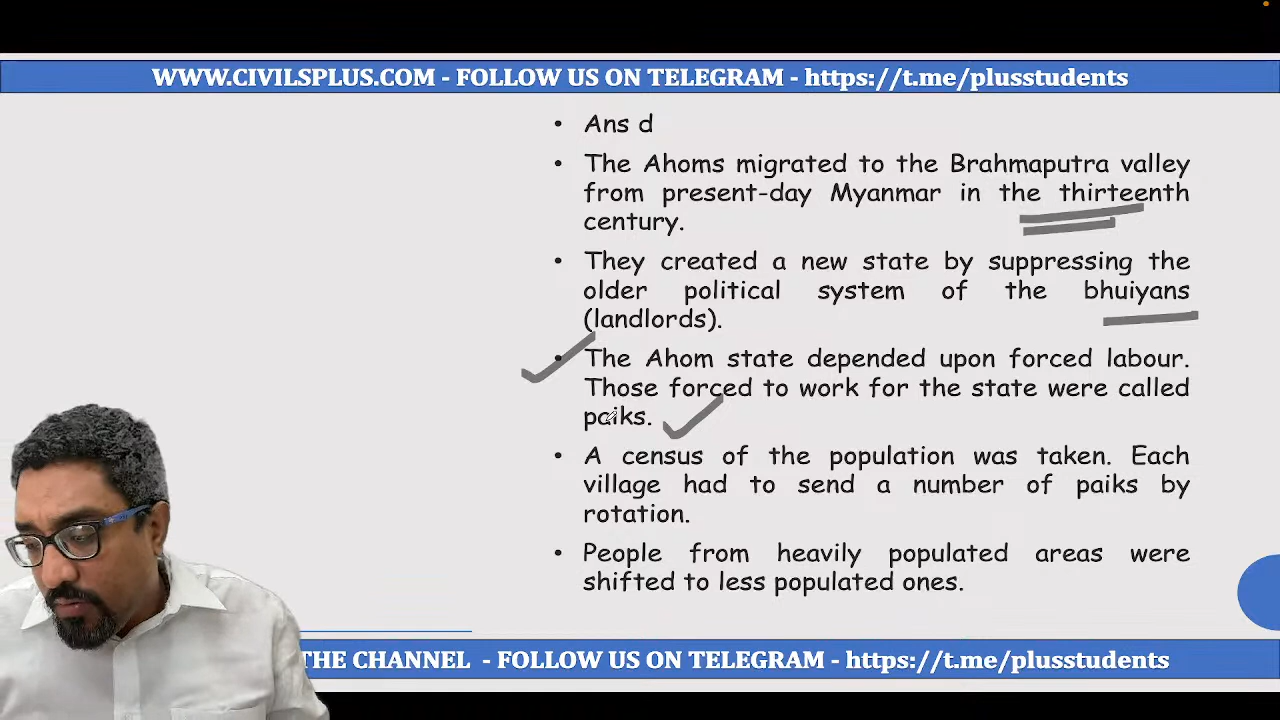 WWW.CIVILSPLUS.COM - FOLLOW US ON TELEGRAM - https://t.me/plusstudents
• Ans d
• The Ahoms migrated to the Brahmaputra valley
from present-day Myanmar in the thirteenth
century.
• They created a new state by suppressing the
older political system of the bhuiyans
(landlords).
• The Ahom state depended upon forced labour.
Those forced to work for the state were called
paiks.
• A census of the population was taken. Each
village had to send a number of paiks by
rotation.
• People from heavily populated areas were
shifted to less populated ones.
THE CHANNEL - FOLLOW US ON TELEGRAM - https://t.me/plusstudents